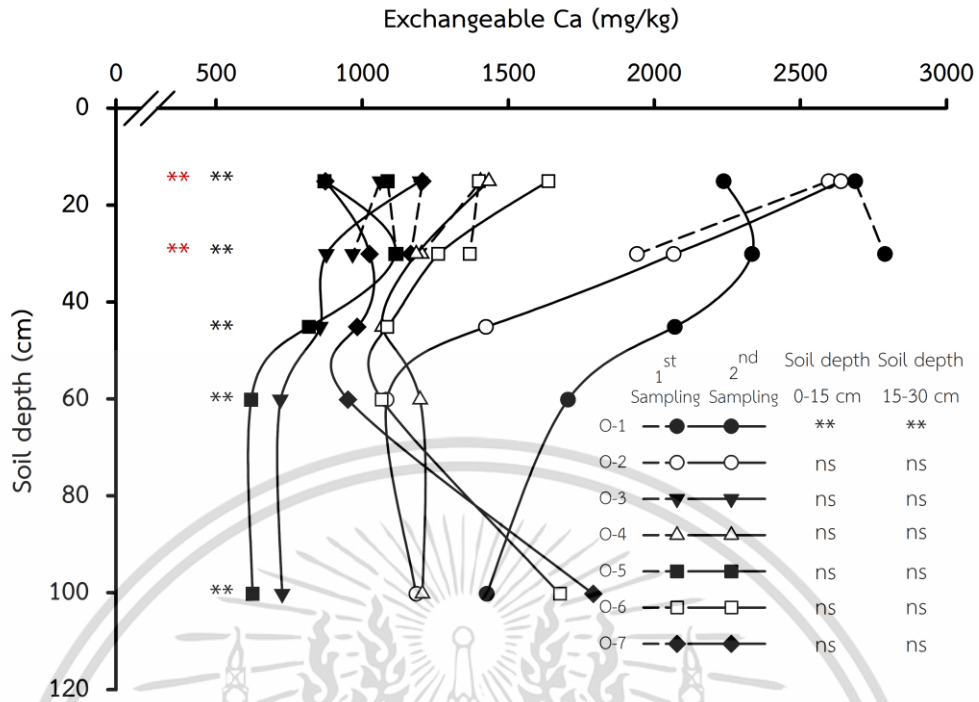 Exchangeable Ca (mg/kg)
0 500 1000 1500 2000 2500 3000
0
** **
20
** **
40
**
Soil depth (cm)
1st Sampling 2nd Sampling Soil depth 0-15 cm Soil depth 15-30 cm
60
**
O-1 ** **
O-2 ns ns
80
O-3 ns ns
O-4 ns ns
O-5 ns ns
100
**
O-6 ns ns
O-7 ns ns
120